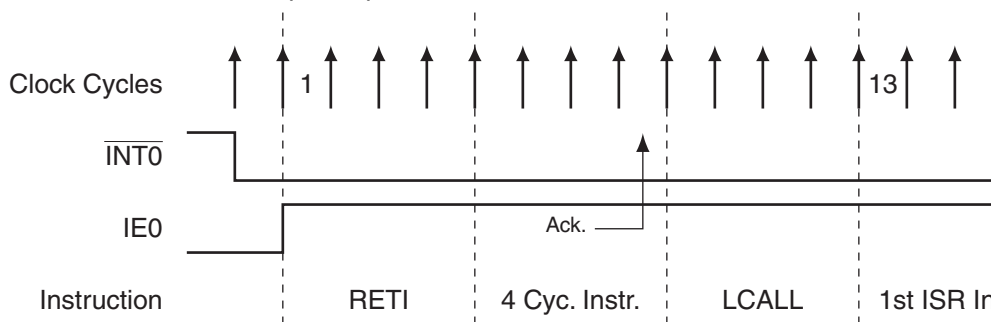 Clock Cycles 1 13
INT0
IE0
Ack.
Instruction RETI 4 Cyc. Instr. LCALL 1st ISR In